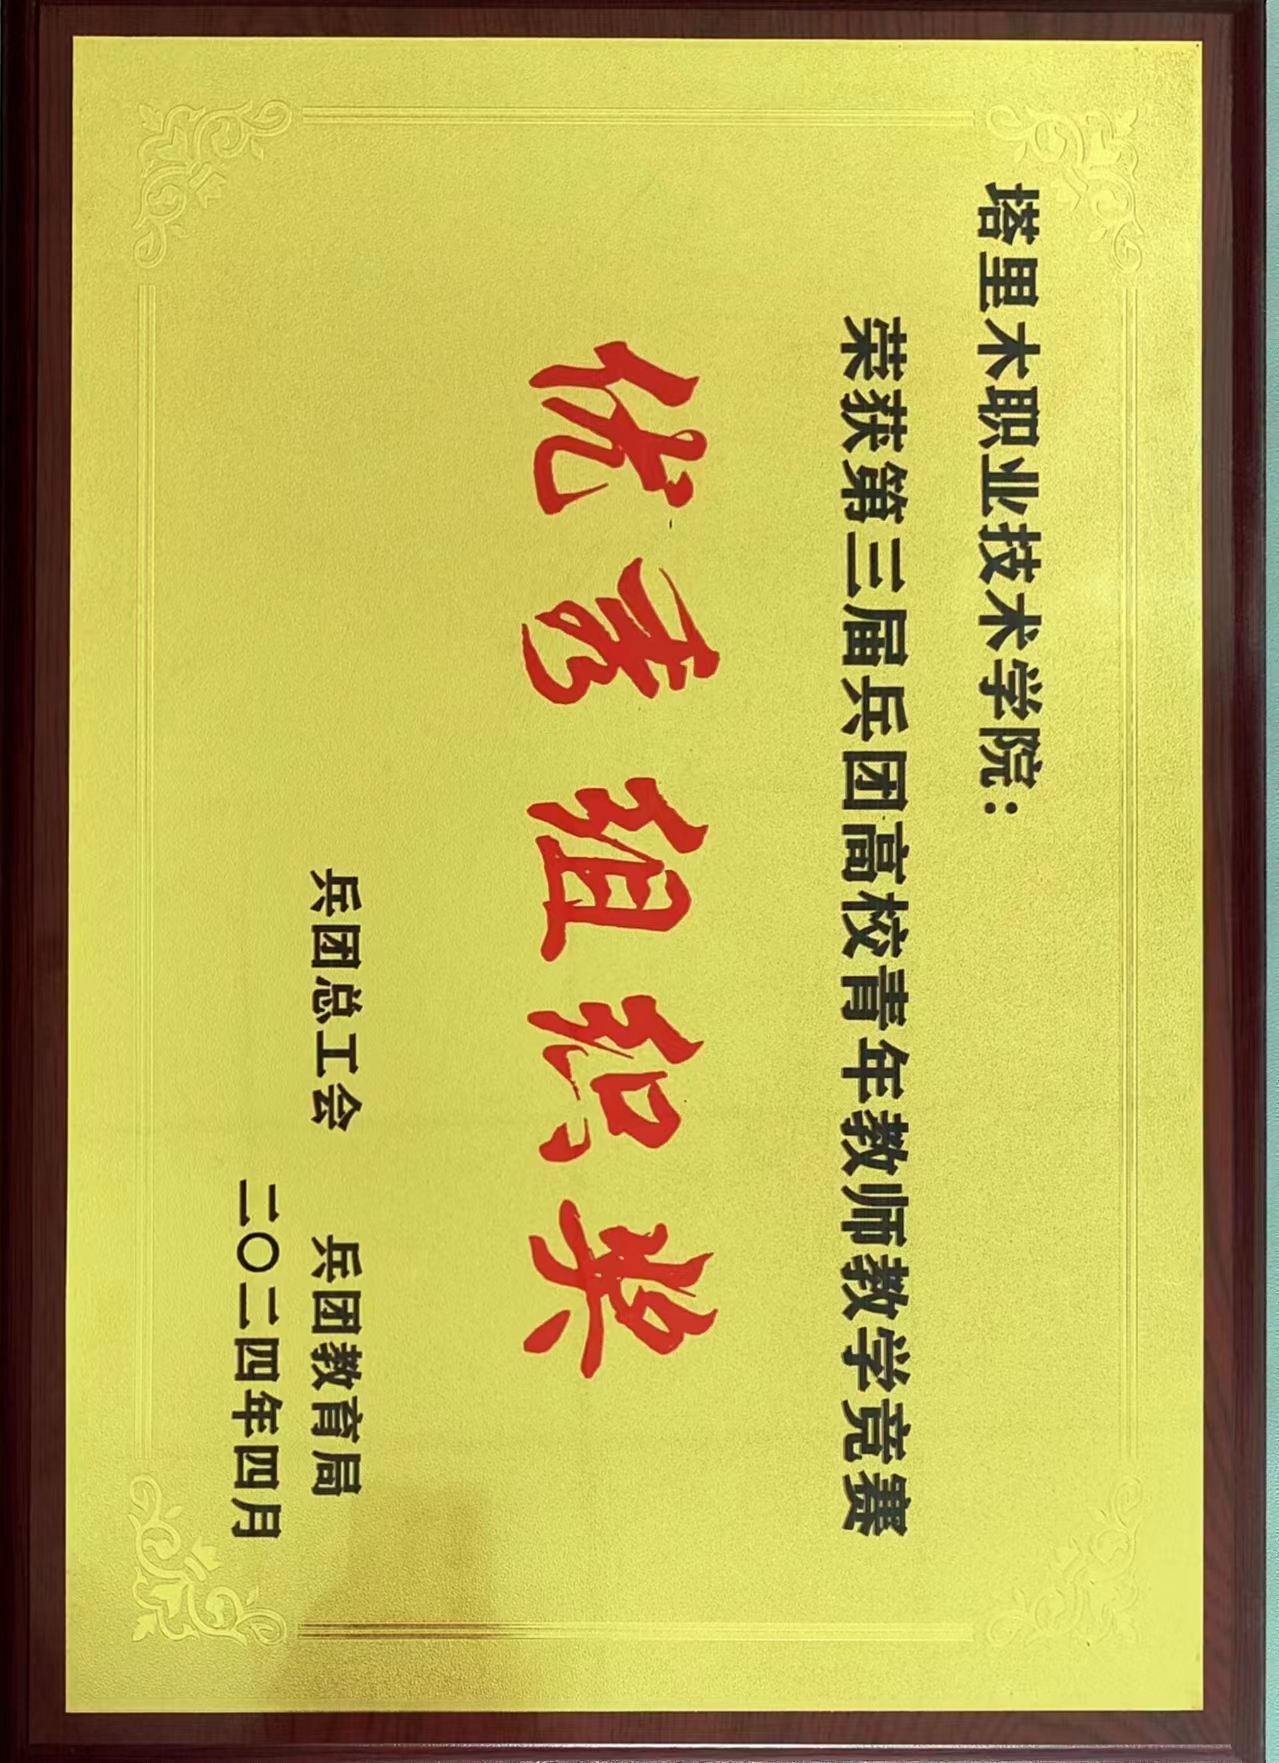 塔里木职业技术学院：
荣获第三届兵团高校青年教师教学竞赛
优秀组织奖
兵团总工会 兵团教育局
二〇二四年四月